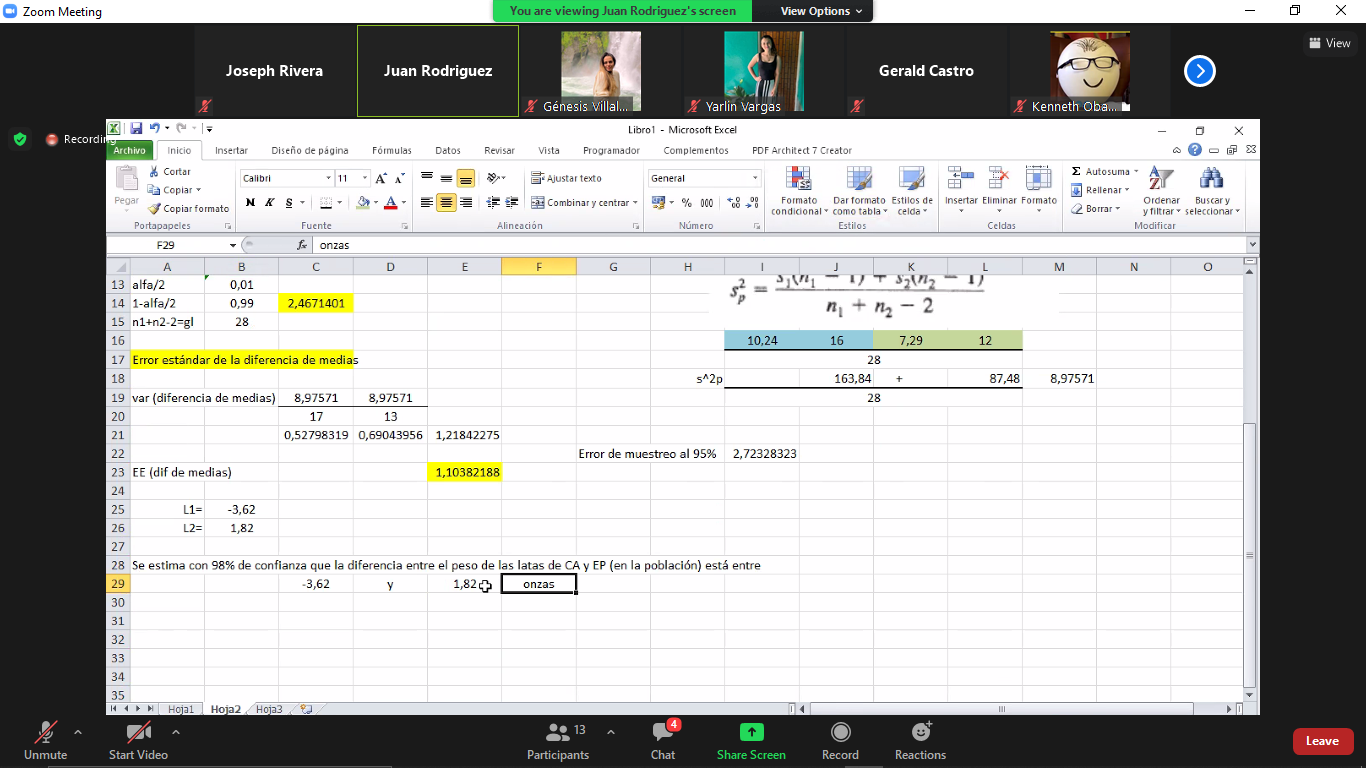 Zoom Meeting
You are viewing Juan Rodriguez's screen
View Options
Joseph Rivera
Juan Rodriguez
Génesis Villal...
Yarlin Vargas
Gerald Castro
Kenneth Oba...
View
Recording
Libro1 - Microsoft Excel
Archivo
Inicio
Insertar
Diseño de página
Fórmulas
Datos
Revisar
Vista
Programador
Complementos
PDF Architect 7 Creator
Pegar
Cortar
Copiar
Copiar formato
Portapapeles
Calibri
11
N K S
A
Fuente
Ajustar texto
Combinar y centrar
Alineación
General
% 000
Número
Formato condicional
Dar formato como tabla
Estilos de celda
Estilos
Insertar
Eliminar
Formato
Celdas
Σ Autosuma
Rellenar
Borrar
Ordenar y filtrar
Buscar y seleccionar
Modificar
F29
fx
onzas
A B C D E F G H I J K L M N O
13 alfa/2 0,01
14 1-alfa/2 0,99 2,4671401
15 n1+n2-2=gl 28
s²p = s1(n1 − 1) + s2(n2 − 1)
n1 + n2 − 2
16 10,24 16 7,29 12
17 Error estándar de la diferencia de medias 28
18 s^2p 163,84 + 87,48 8,97571
19 var (diferencia de medias) 8,97571 8,97571 28
20 17 13
21 0,52798319 0,69043956 1,21842275
22 Error de muestreo al 95% 2,72328323
23 EE (dif de medias) 1,10382188
24
25 L1= -3,62
26 L2= 1,82
27
28 Se estima con 98% de confianza que la diferencia entre el peso de las latas de CA y EP (en la población) está entre
29 -3,62 y 1,82 onzas
30
31
32
33
34
35
Hoja1
Hoja2
Hoja3
Unmute
Start Video
13
Participants
4
Chat
Share Screen
Record
Reactions
Leave